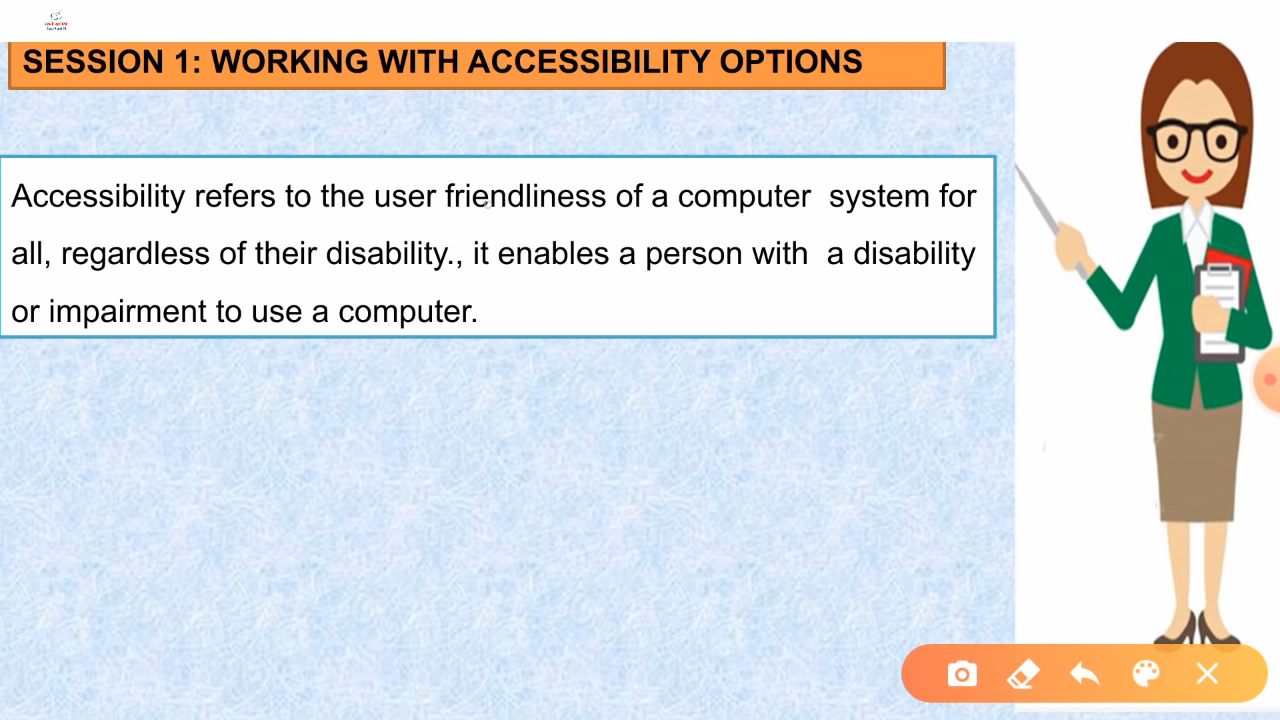 SESSION 1: WORKING WITH ACCESSIBILITY OPTIONS
Accessibility refers to the user friendliness of a computer system for
all, regardless of their disability., it enables a person with a disability
or impairment to use a computer.